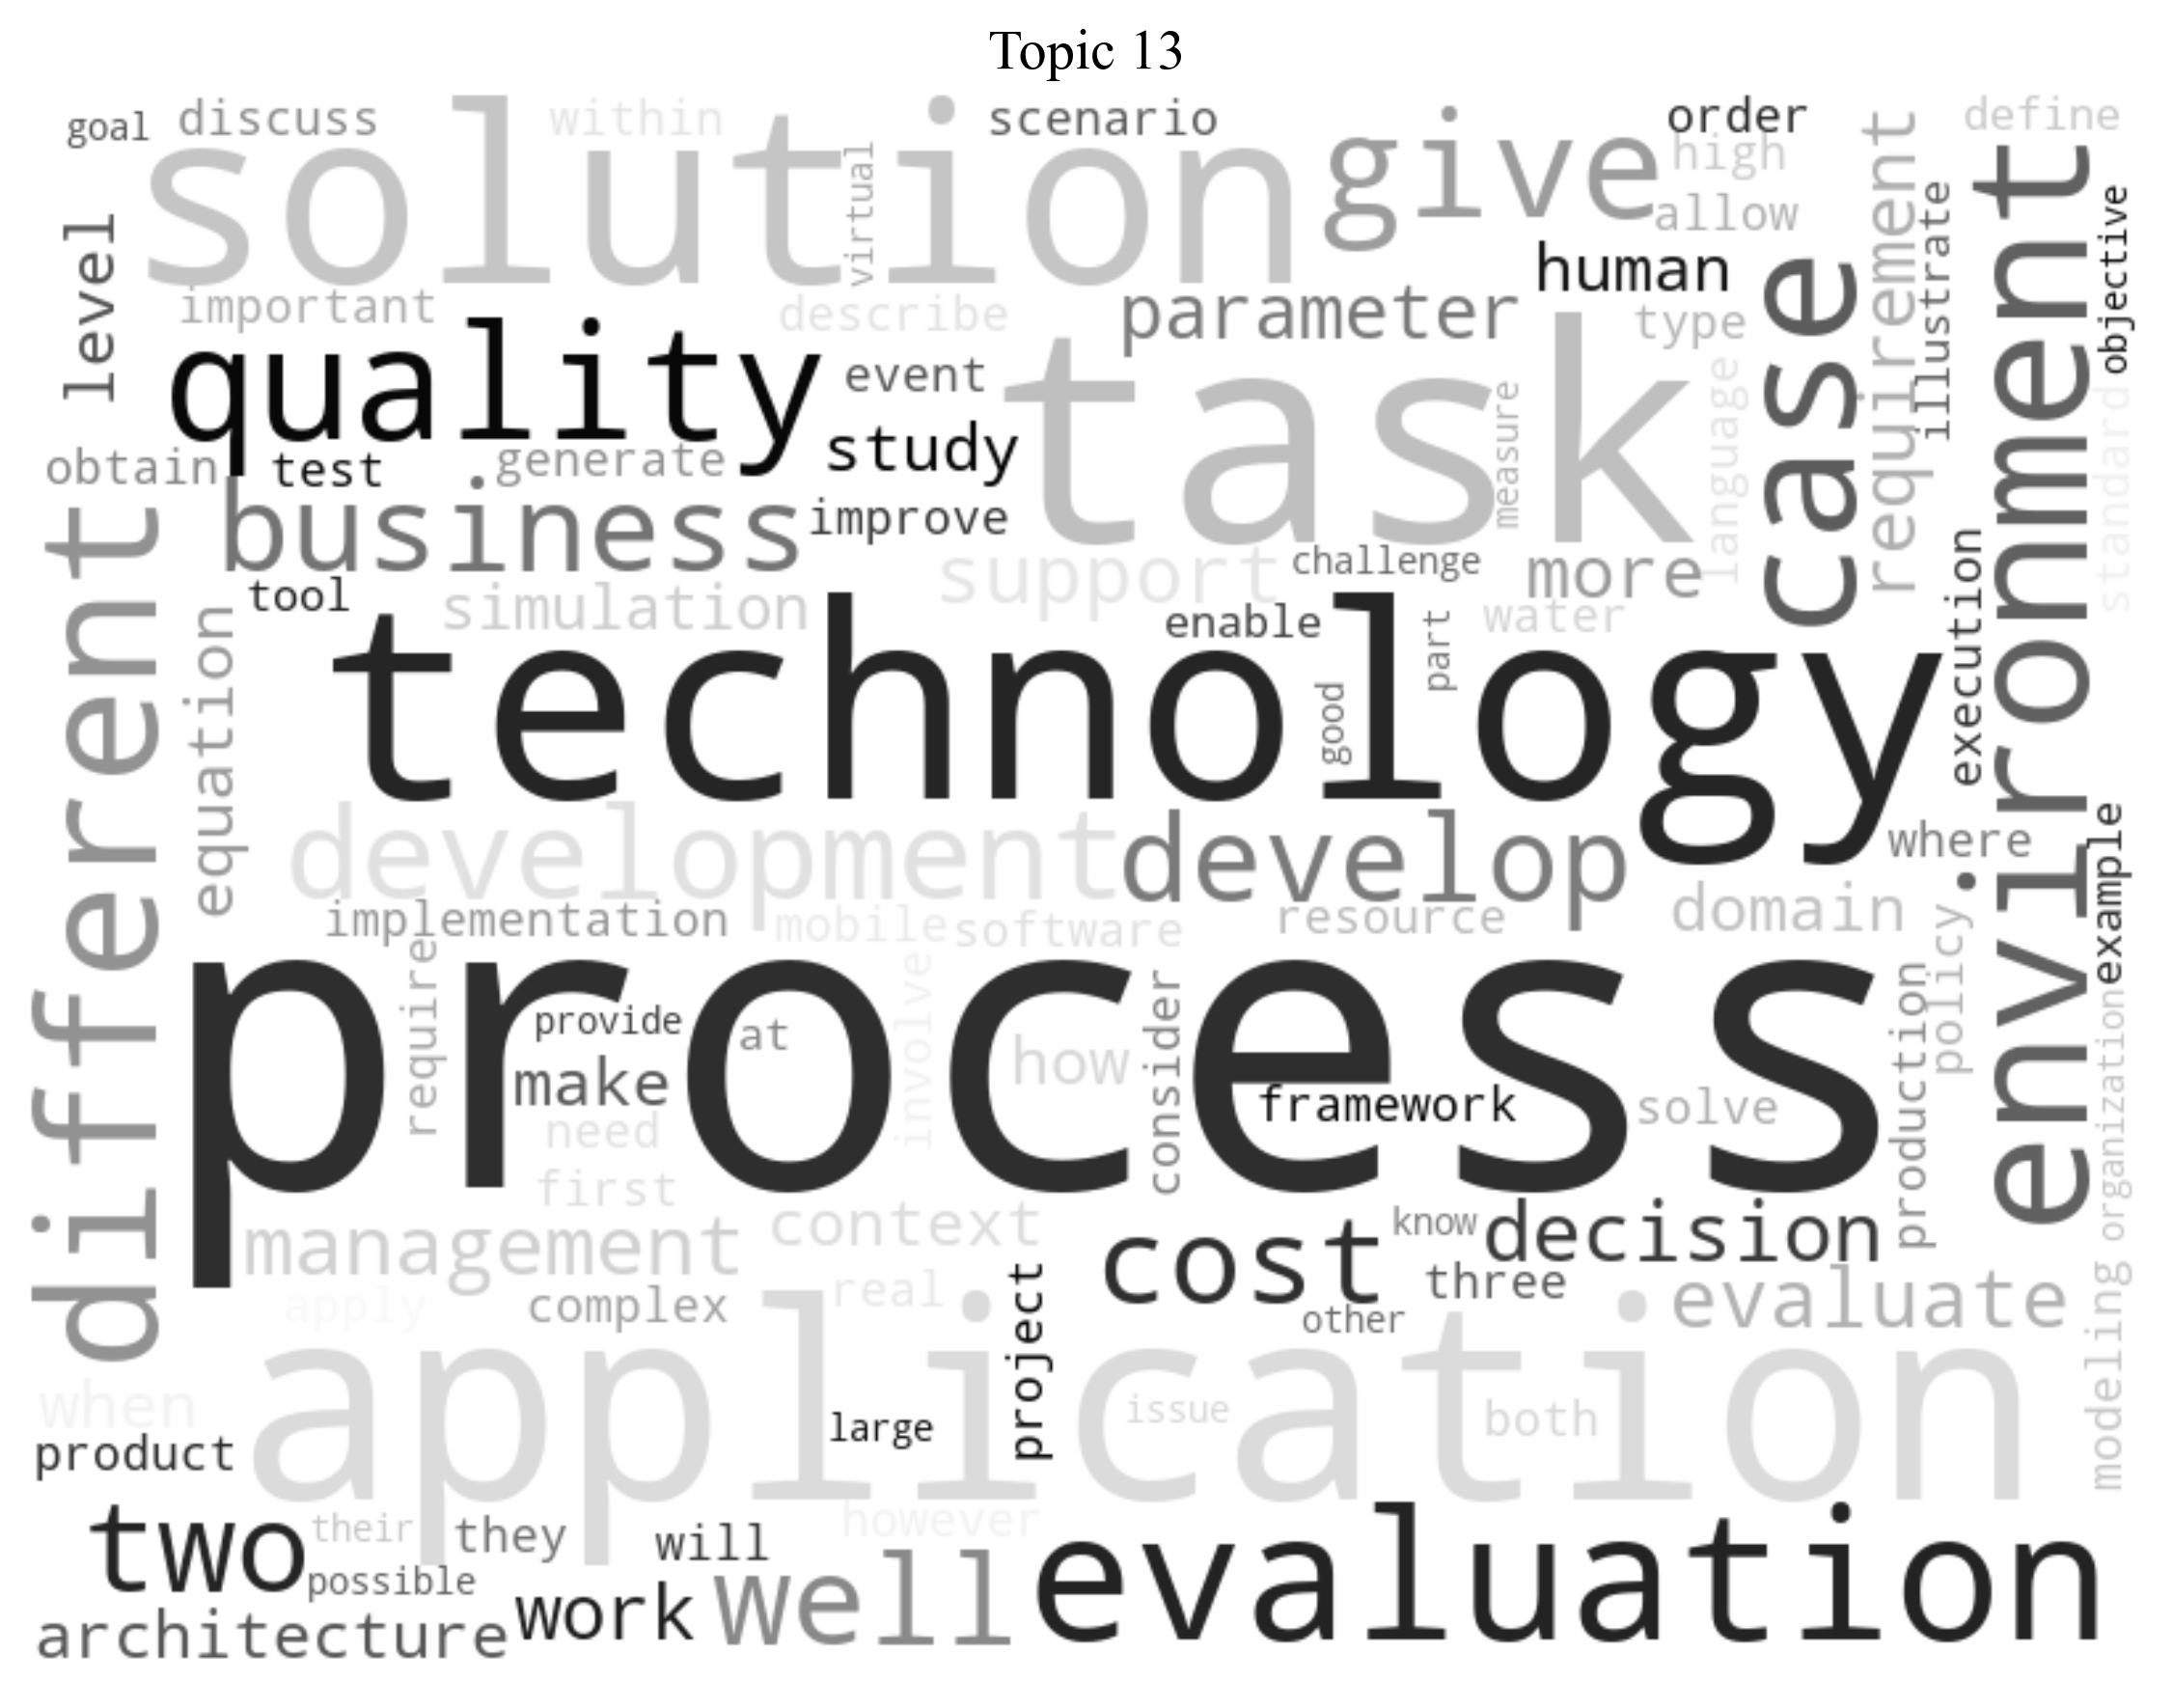 Topic 13
goal
discuss
within
scenario
order
define
solution
virtual
give
high
allow
requirement
illustrate
environment
objective
level
important
describe
parameter
human
type
case
quality
event
task
measure
language
standard
study
obtain
test
generate
business
improve
support
challenge
more
execution
different
equation
tool
simulation
enable
part
water
technology
good
development
develop
where
example
implementation
mobile
software
resource
domain
policy
process
require
provide
at
involve
how
consider
make
framework
solve
production
organization
need
first
management
context
cost
know
decision
three
apply
complex
real
project
other
evaluate
modeling
when
application
issue
both
large
product
two
their
they
will
however
possible
architecture
work
well
evaluation